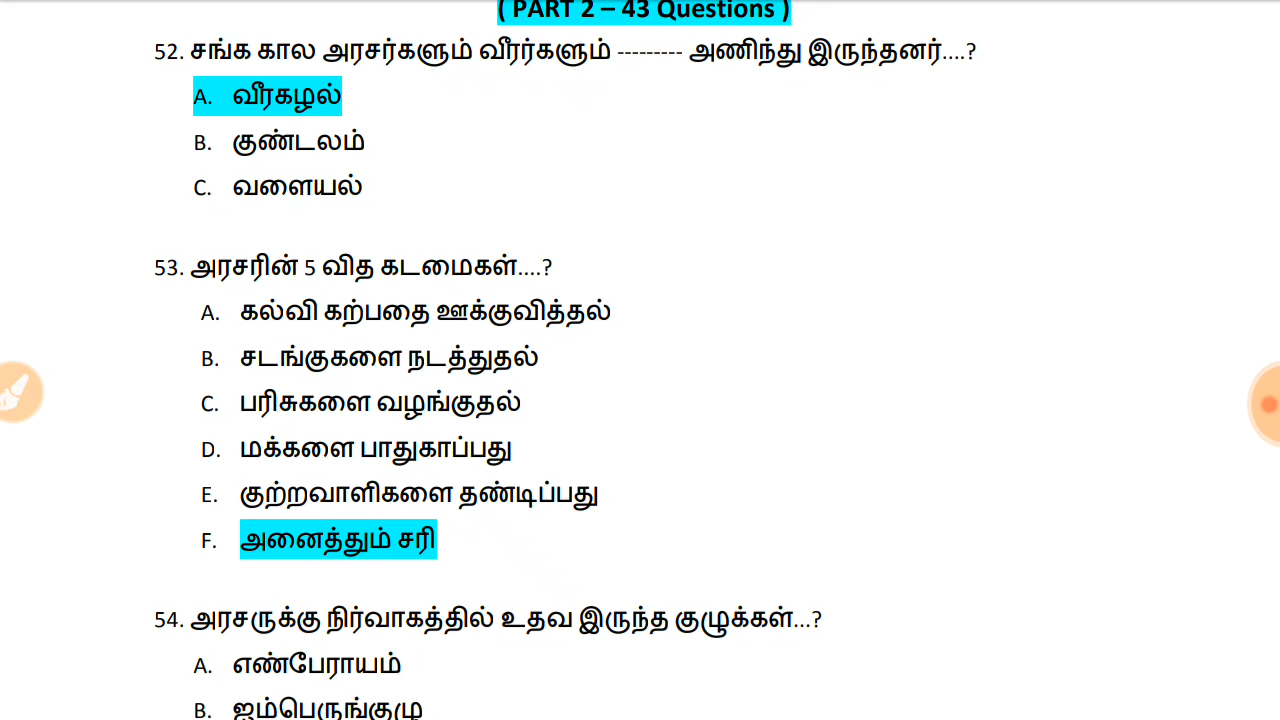 ( PART 2 – 43 Questions )
52. சங்க கால அரசர்களும் வீரர்களும் --------- அணிந்து இருந்தனர்....?
A. வீரகழல்
B. குண்டலம்
C. வளையல்
53. அரசரின் 5 வித கடமைகள்....?
A. கல்வி கற்பதை ஊக்குவித்தல்
B. சடங்குகளை நடத்துதல்
C. பரிசுகளை வழங்குதல்
D. மக்களை பாதுகாப்பது
E. குற்றவாளிகளை தண்டிப்பது
F. அனைத்தும் சரி
54. அரசருக்கு நிர்வாகத்தில் உதவ இருந்த குழுக்கள்...?
A. எண்பேராயம்
B. ஐம்பெருங்குழு